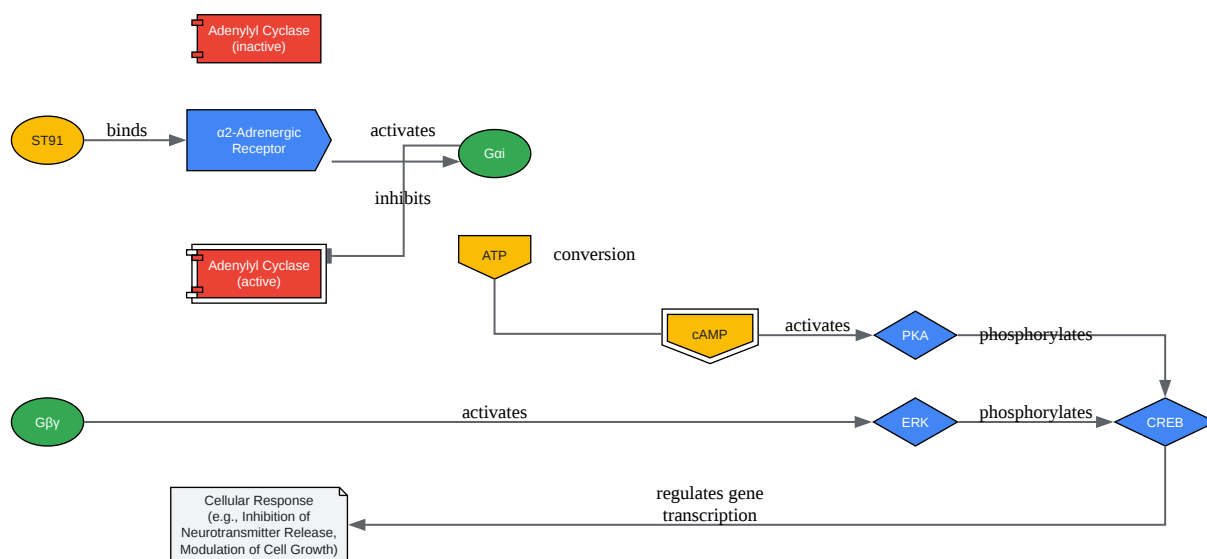 Adenylyl Cyclase
(inactive)
ST91
binds
α2-Adrenergic
Receptor
activates
Gαi
inhibits
Adenylyl Cyclase
(active)
ATP
conversion
cAMP
activates
PKA
phosphorylates
Gβγ
activates
ERK
phosphorylates
CREB
regulates gene
transcription
Cellular Response
(e.g., Inhibition of
Neurotransmitter Release,
Modulation of Cell Growth)